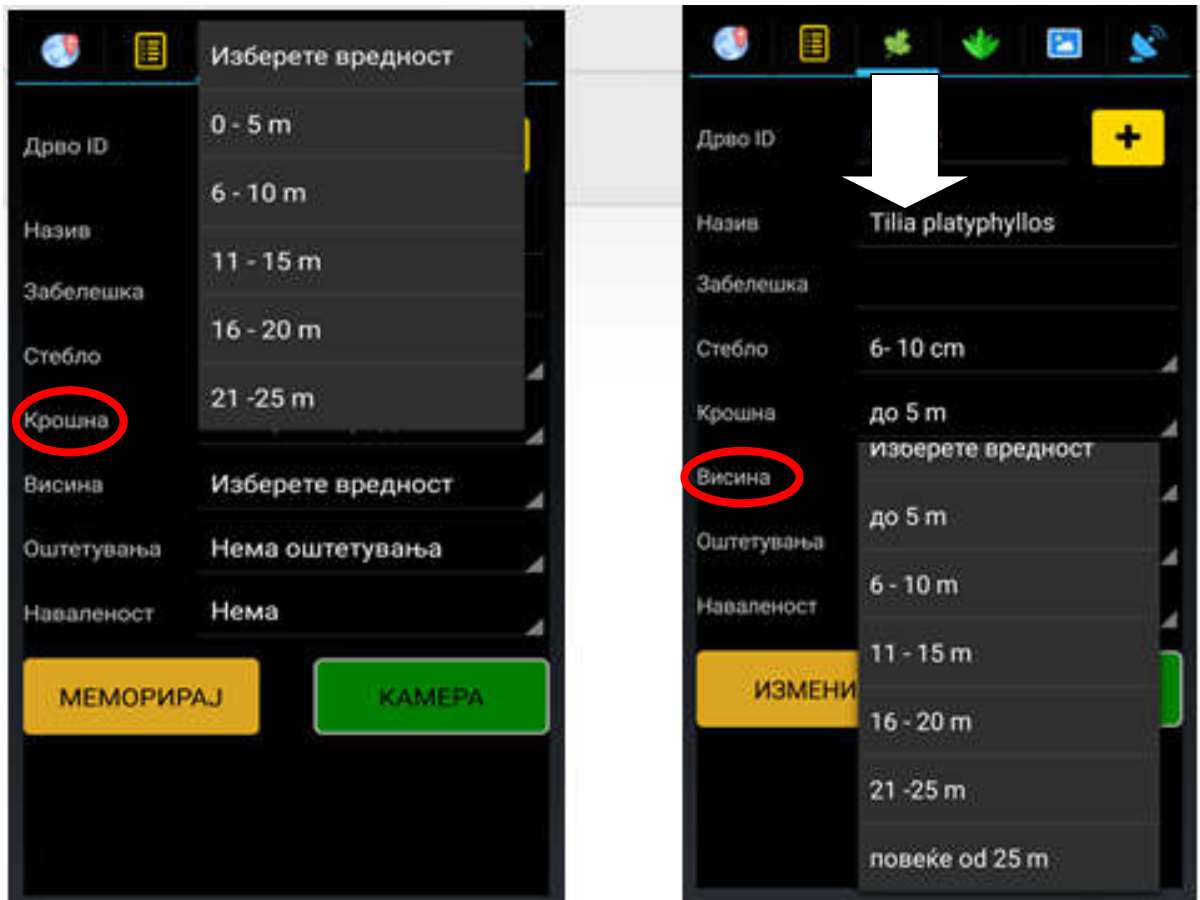 Изберете вредност
0 - 5 m
Дрво ID
6 - 10 m
Назив
11 - 15 m
Забелешка
16 - 20 m
Стебло
21 -25 m
Крошна
Висина Изберете вредност
Оштетувања Нема оштетувања
Наваленост Нема
МЕМОРИРАЈ КАМЕРА
Дрво ID +
Назив Tilia platyphyllos
Забелешка
Стебло 6- 10 cm
Крошна до 5 m
Изберете вредност
Висина
до 5 m
Оштетувања
6 - 10 m
Наваленост
11 - 15 m
ИЗМЕНИ
16 - 20 m
21 -25 m
повеќе od 25 m